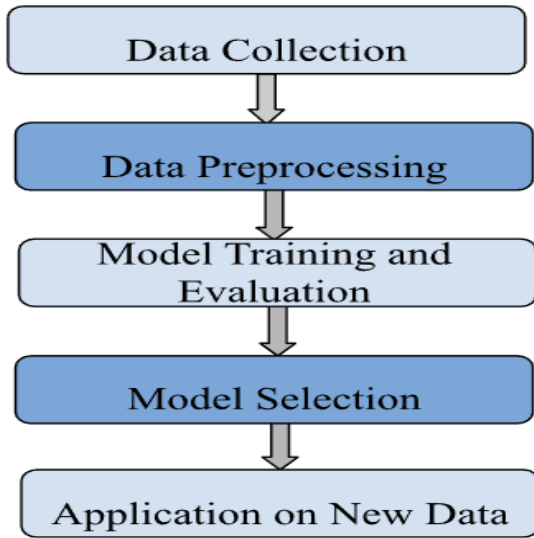 Data Collection
Data Preprocessing
Model Training and
Evaluation
Model Selection
Application on New Data